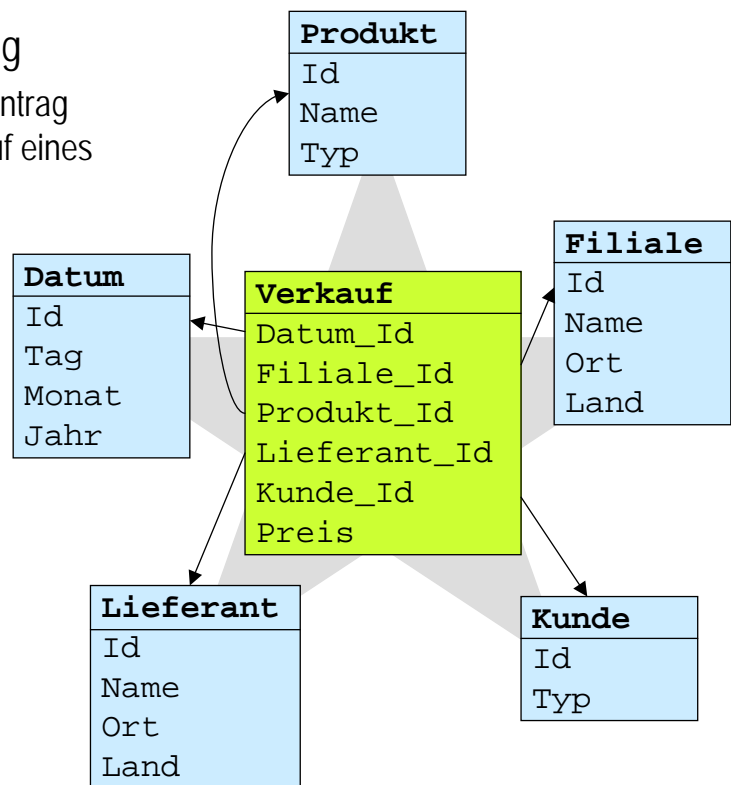 g
ntrag
f eines
Produkt
Id
Name
Typ
Filiale
Id
Name
Ort
Land
Datum
Id
Tag
Monat
Jahr
Verkauf
Datum_Id
Filiale_Id
Produkt_Id
Lieferant_Id
Kunde_Id
Preis
Lieferant
Id
Name
Ort
Land
Kunde
Id
Typ